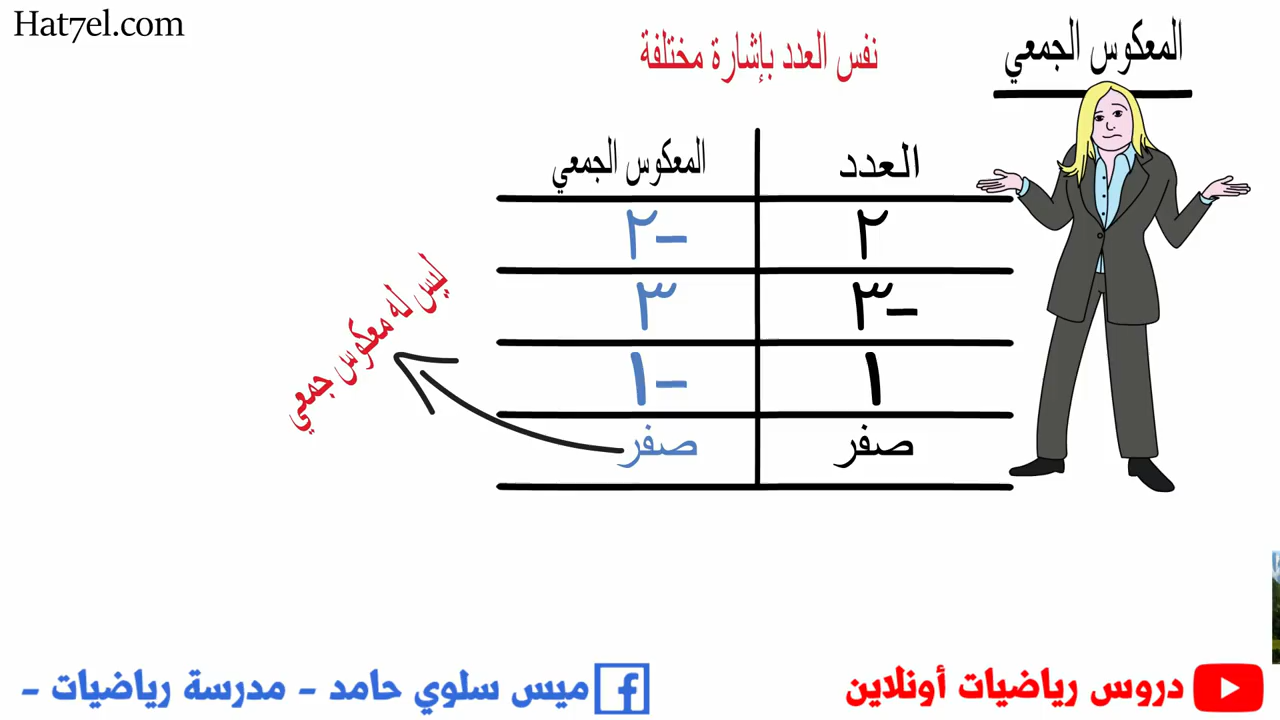 Hat7el.com
المعكوس الجمعي
نفس العدد بإشارة مختلفة
العدد المعكوس الجمعي
٢ -٢
-٣ ٣
١ -١
صفر صفر
ليس له معكوس جمعي
دروس رياضيات أونلاين
ميس سلوي حامد - مدرسة رياضيات -